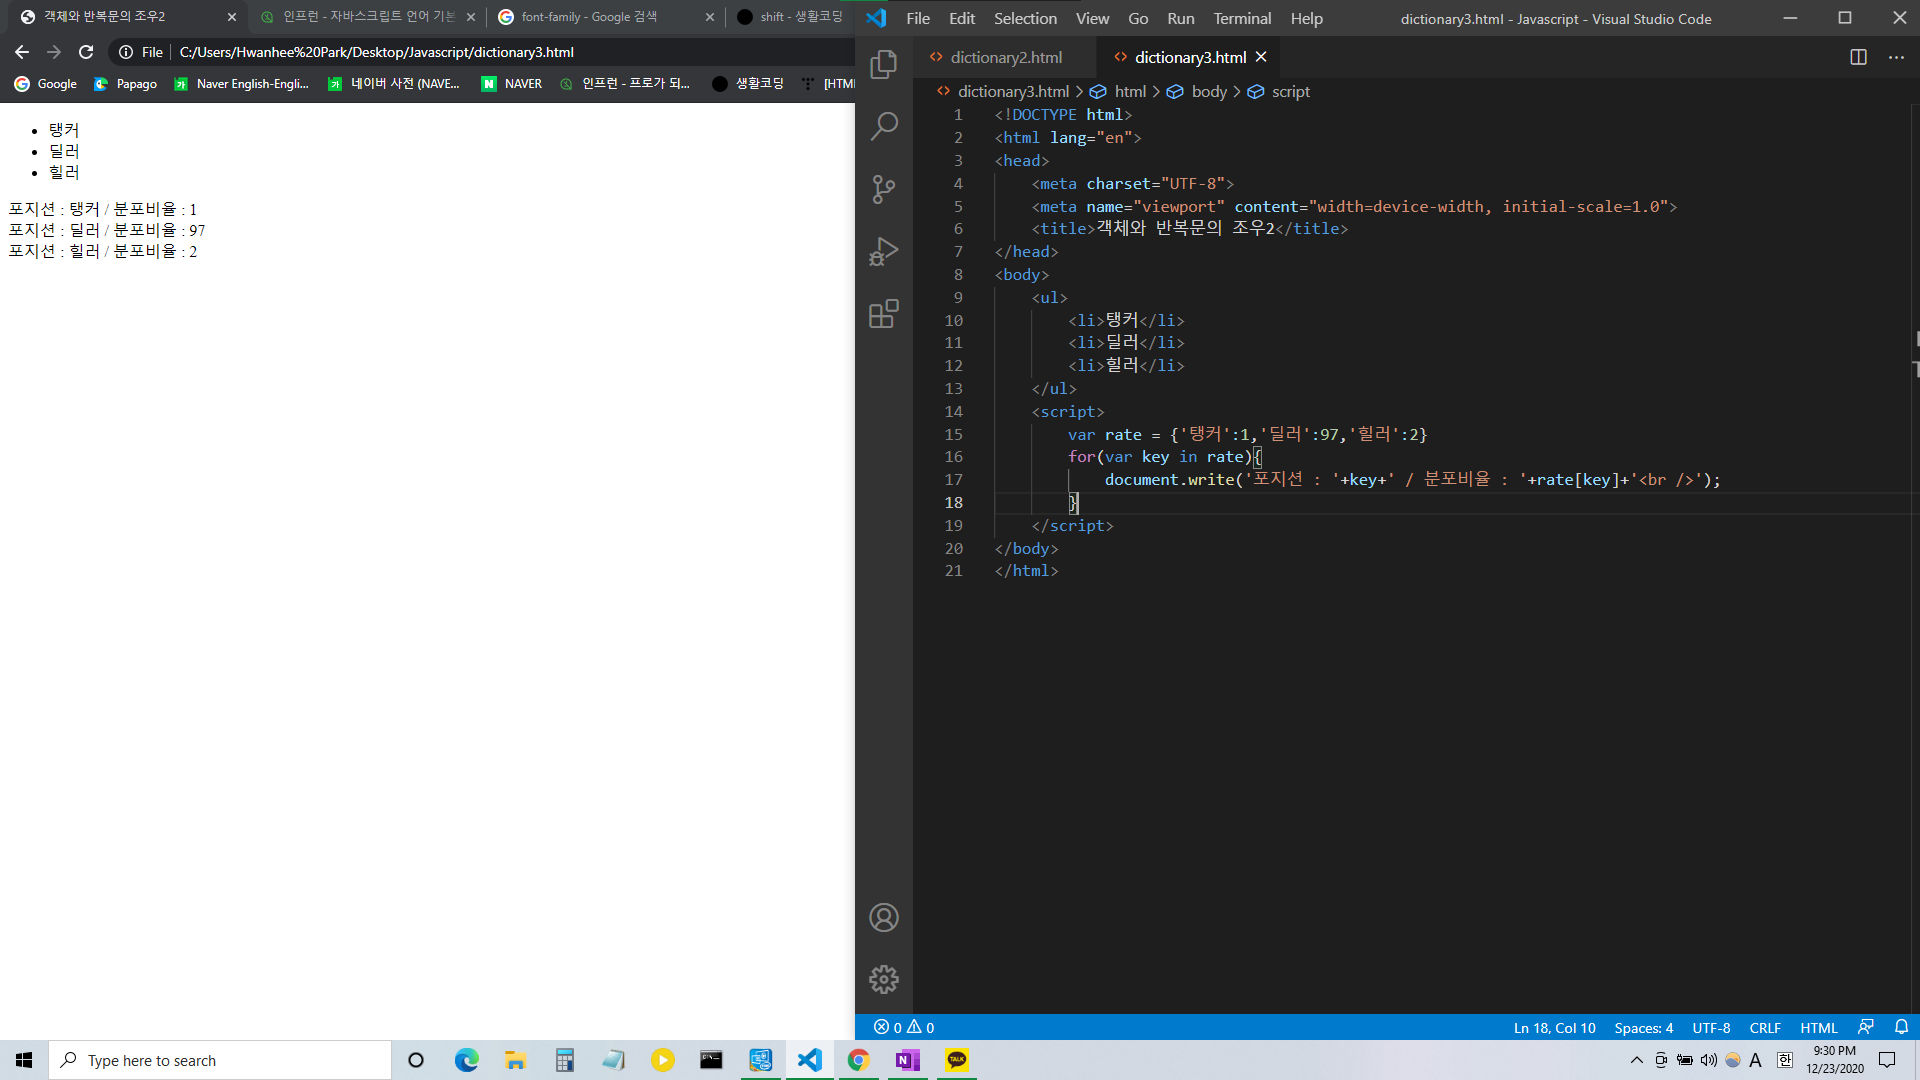 객체와 반복문의 조우2
인프런 - 자바스크립트 언어 기본
font-family - Google 검색
shift - 생활코딩
File
C:/Users/Hwanhee%20Park/Desktop/Javascript/dictionary3.html
Google
Papago
Naver English-Engli...
네이버 사전 (NAVE...
NAVER
인프런 - 프로가 되...
생활코딩
[HTM
탱커
딜러
힐러
포지션 : 탱커 / 분포비율 : 1
포지션 : 딜러 / 분포비율 : 97
포지션 : 힐러 / 분포비율 : 2
File Edit Selection View Go Run Terminal Help
dictionary3.html - Javascript - Visual Studio Code
dictionary2.html
dictionary3.html
dictionary3.html > html > body > script
1 <!DOCTYPE html>
2 <html lang="en">
3 <head>
4 <meta charset="UTF-8">
5 <meta name="viewport" content="width=device-width, initial-scale=1.0">
6 <title>객체와 반복문의 조우2</title>
7 </head>
8 <body>
9 <ul>
10 <li>탱커</li>
11 <li>딜러</li>
12 <li>힐러</li>
13 </ul>
14 <script>
15 var rate = {'탱커':1,'딜러':97,'힐러':2}
16 for(var key in rate){
17 document.write('포지션 : '+key+' / 분포비율 : '+rate[key]+'<br />');
18 }
19 </script>
20 </body>
21 </html>
0 0
Ln 18, Col 10 Spaces: 4 UTF-8 CRLF HTML
Type here to search
N
TALK
A
한
9:30 PM
12/23/2020